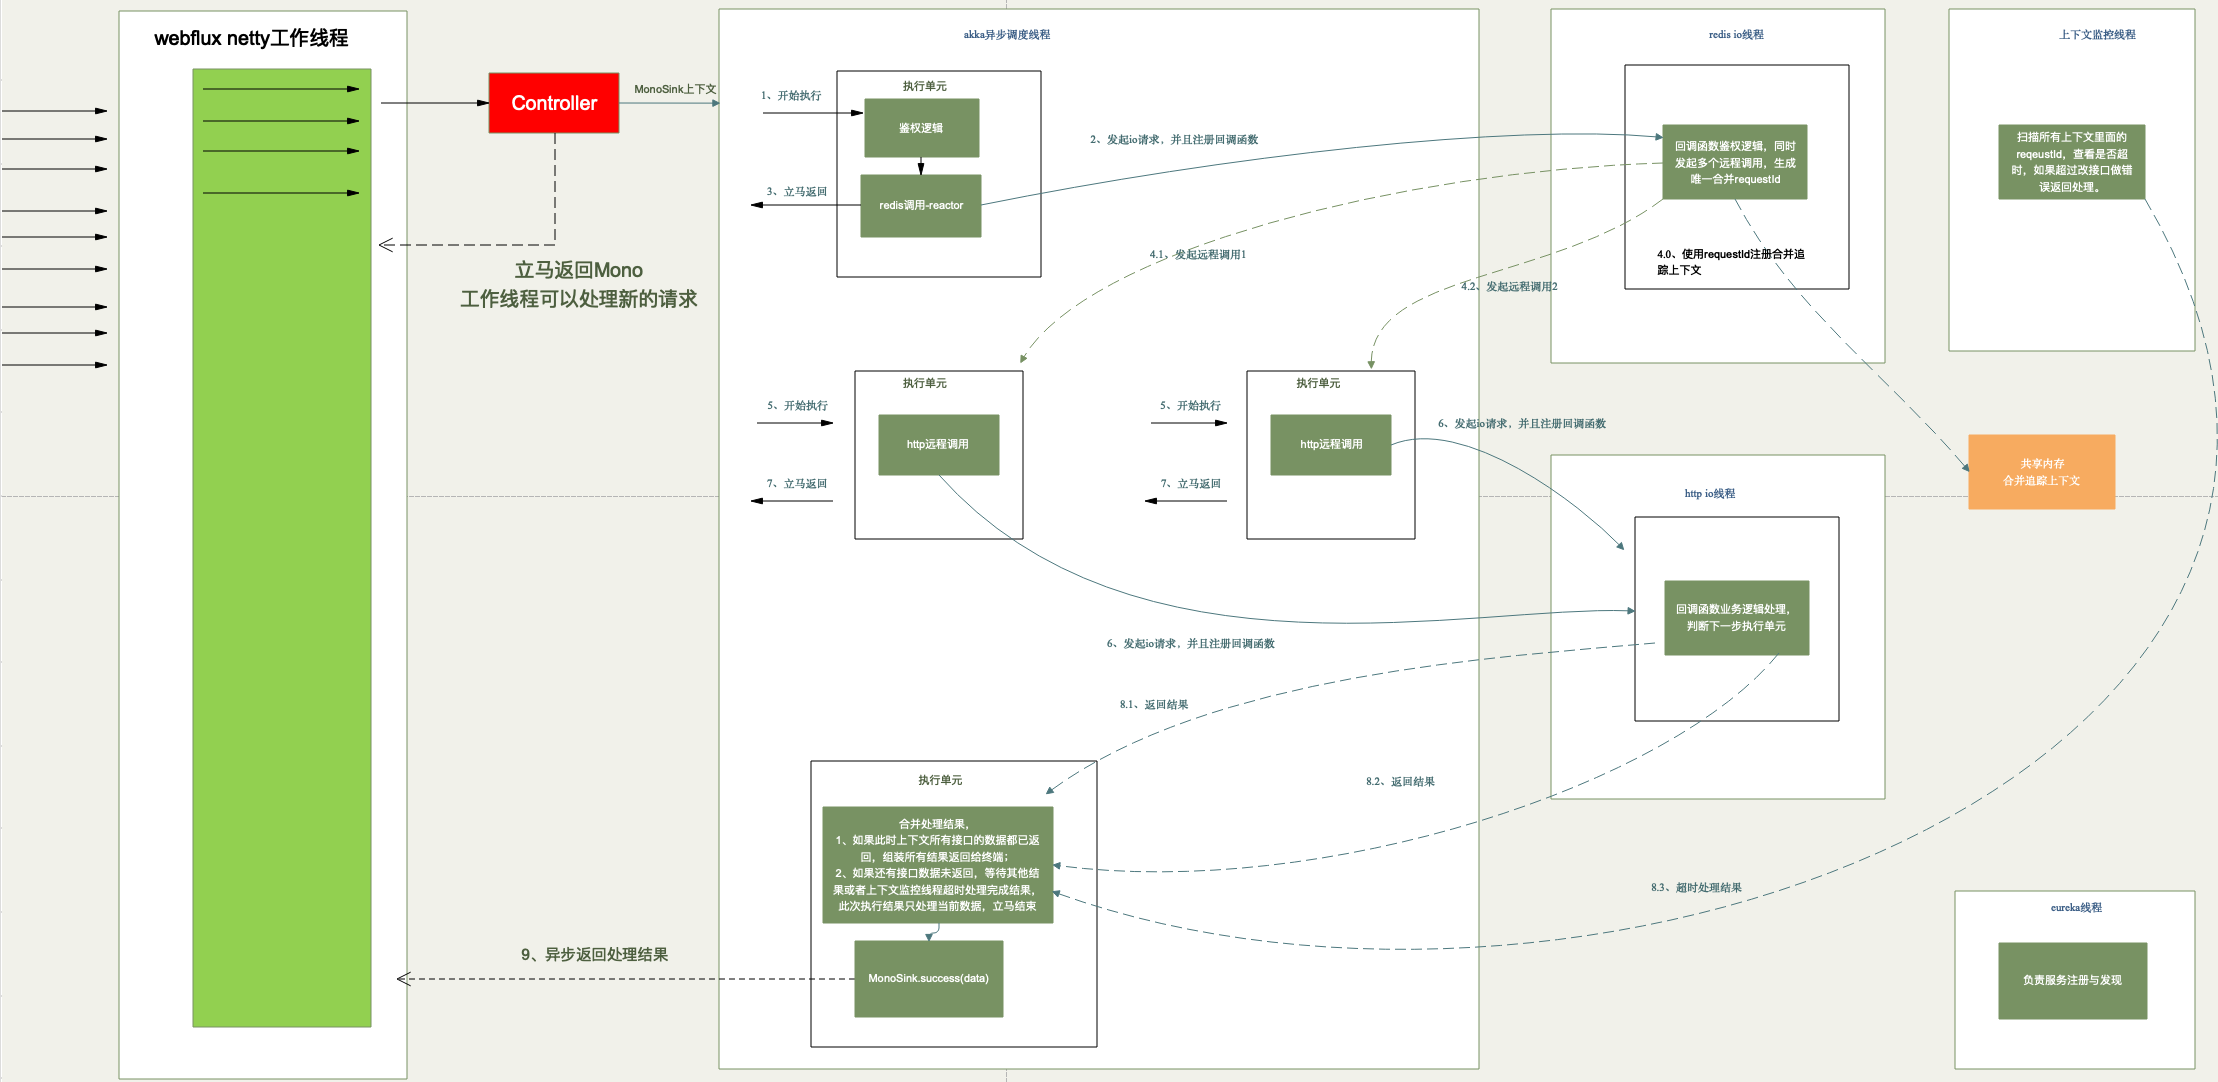 webflux netty工作线程
Controller
MonoSink上下文
立马返回Mono
工作线程可以处理新的请求
akka异步调度线程
执行单元
1、开始执行
鉴权逻辑
2、发起io请求，并且注册回调函数
3、立马返回
redis调用-reactor
redis io线程
回调函数鉴权逻辑，同时
发起多个远程调用，生成
唯一合并requestId
4.0、使用requestId注册合并追
踪上下文
上下文监控线程
扫描所有上下文里面的
reqeustId，查看是否超
时，如果超过改接口做错
误返回处理。
4.1、发起远程调用1
4.2、发起远程调用2
执行单元
5、开始执行
http远程调用
7、立马返回
执行单元
5、开始执行
http远程调用
7、立马返回
6、发起io请求，并且注册回调函数
共享内存
合并追踪上下文
http io线程
回调函数业务逻辑处理，
判断下一步执行单元
6、发起io请求，并且注册回调函数
8.1、返回结果
8.2、返回结果
8.3、超时处理结果
执行单元
合并处理结果，
1、如果此时上下文所有接口的数据都已返
回，组装所有结果返回给终端；
2、如果还有接口数据未返回，等待其他结
果或者上下文监控线程超时处理完成结果，
此次执行结果只处理当前数据，立马结束
MonoSink.success(data)
9、异步返回处理结果
eureka线程
负责服务注册与发现